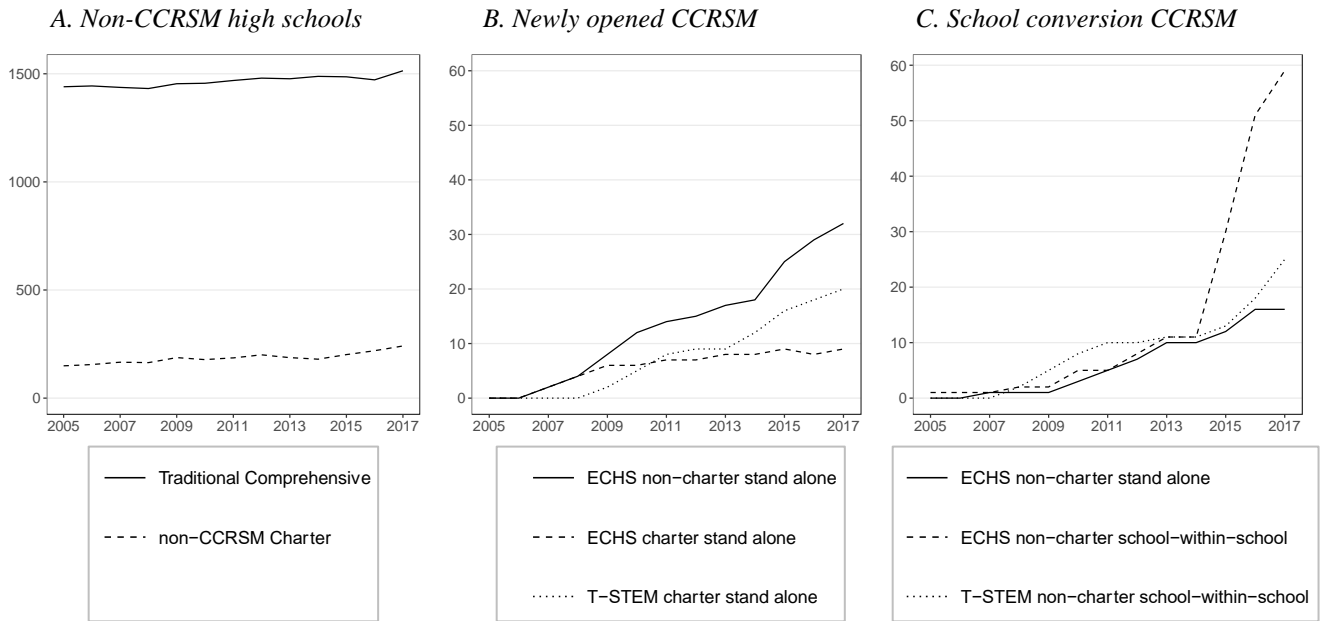 A. Non-CCRSM high schools
1500
1000
500
0
2005 2007 2009 2011 2013 2015 2017
Traditional Comprehensive
non−CCRSM Charter
B. Newly opened CCRSM
60
50
40
30
20
10
0
2005 2007 2009 2011 2013 2015 2017
ECHS non−charter stand alone
ECHS charter stand alone
T−STEM charter stand alone
C. School conversion CCRSM
60
50
40
30
20
10
0
2005 2007 2009 2011 2013 2015 2017
ECHS non−charter stand alone
ECHS non−charter school−within−school
T−STEM non−charter school−within−school